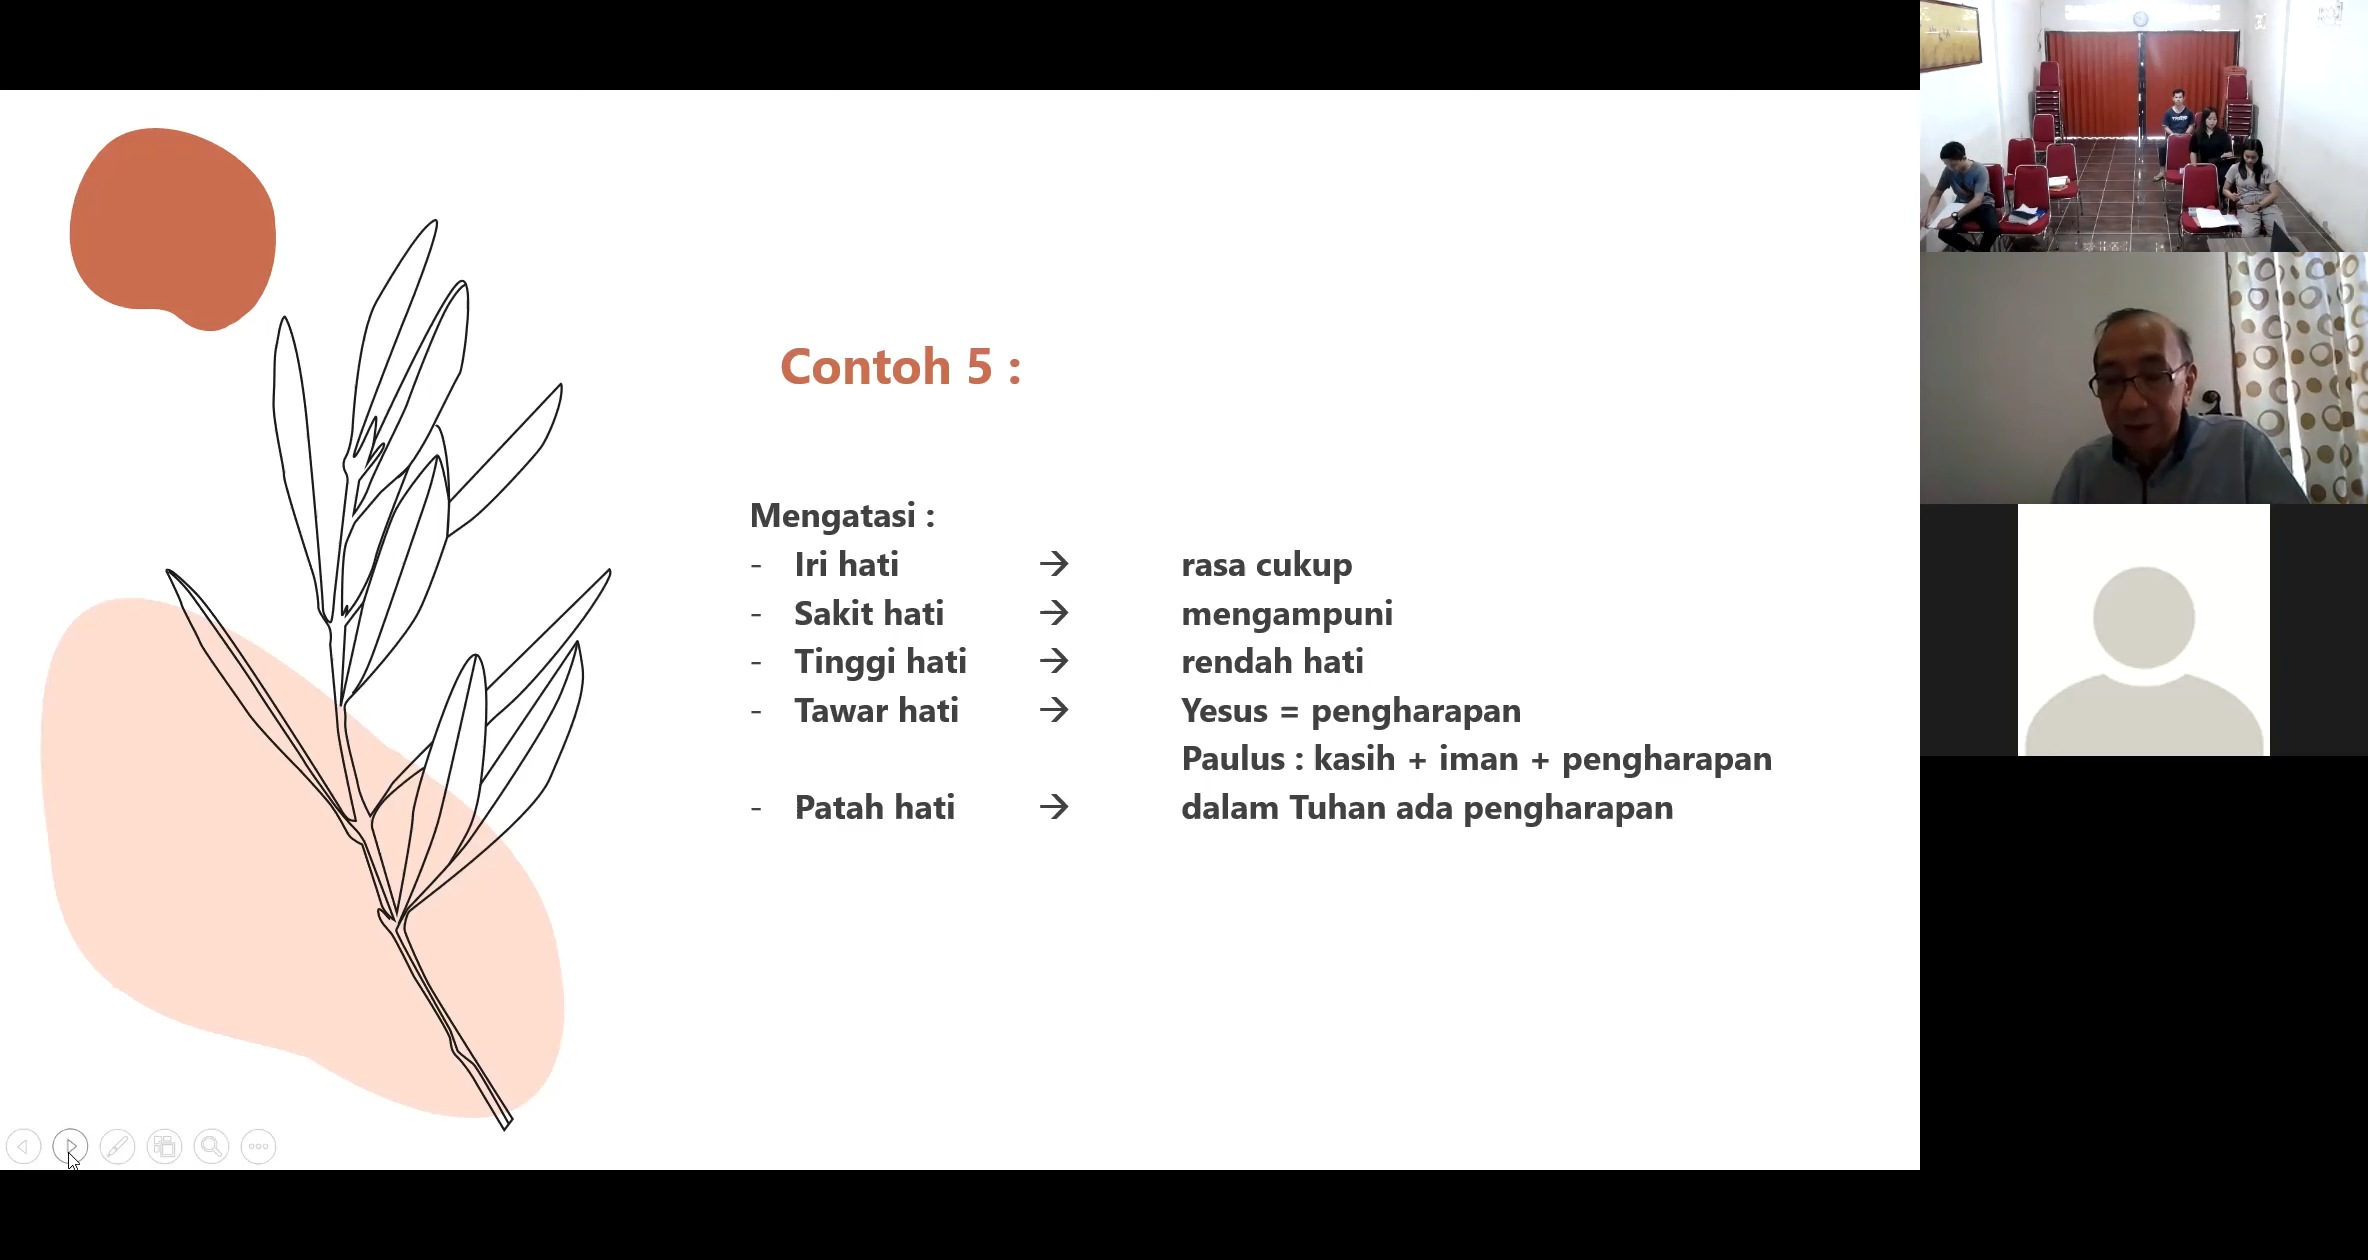 Contoh 5 :
Mengatasi :
- Iri hati → rasa cukup
- Sakit hati → mengampuni
- Tinggi hati → rendah hati
- Tawar hati → Yesus = pengharapan
Paulus : kasih + iman + pengharapan
- Patah hati → dalam Tuhan ada pengharapan